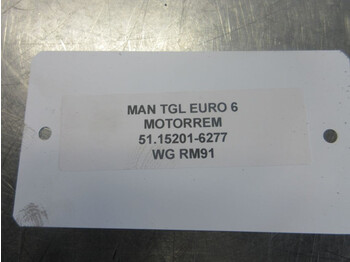 MAN TGL EURO 6
MOTORREM
51.15201-6277
WG RM91